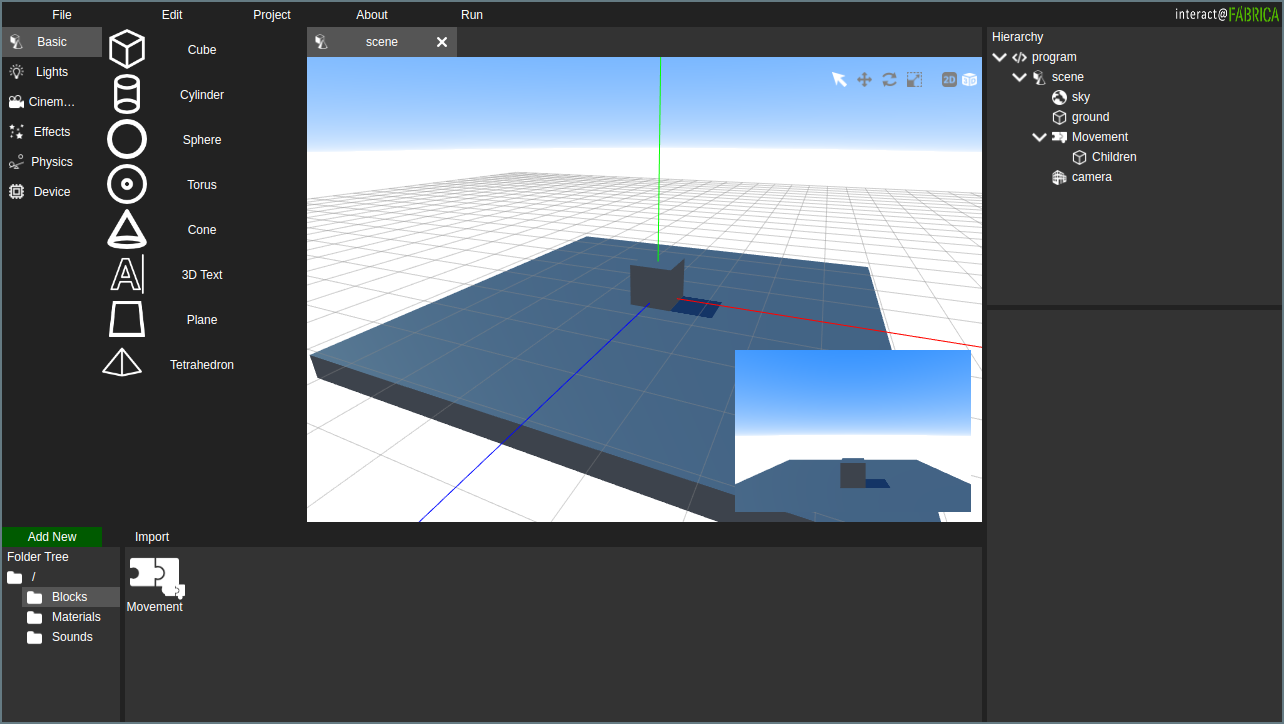 File Edit Project About Run interact@FÁBRICA
Basic
Lights
Cinem...
Effects
Physics
Device
Cube
Cylinder
Sphere
Torus
Cone
3D Text
Plane
Tetrahedron
scene
2D 3D
Hierarchy
program
scene
sky
ground
Movement
Children
camera
Add New Import
Folder Tree
/
Blocks
Materials
Sounds
Movement